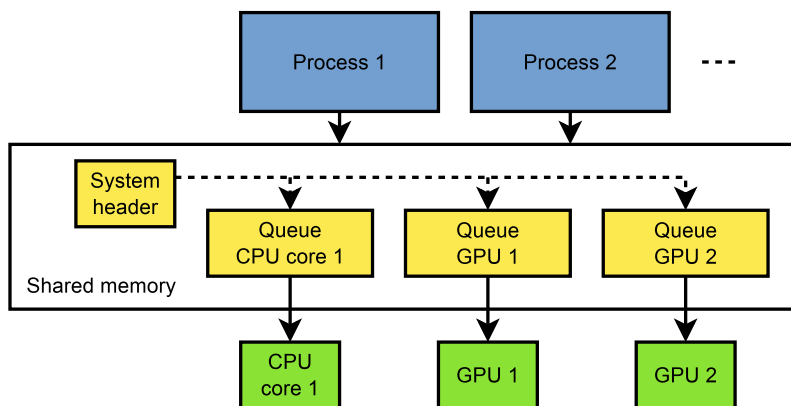 Process 1
Process 2
System
header
Queue
CPU core 1
Queue
GPU 1
Queue
GPU 2
Shared memory
CPU
core 1
GPU 1
GPU 2